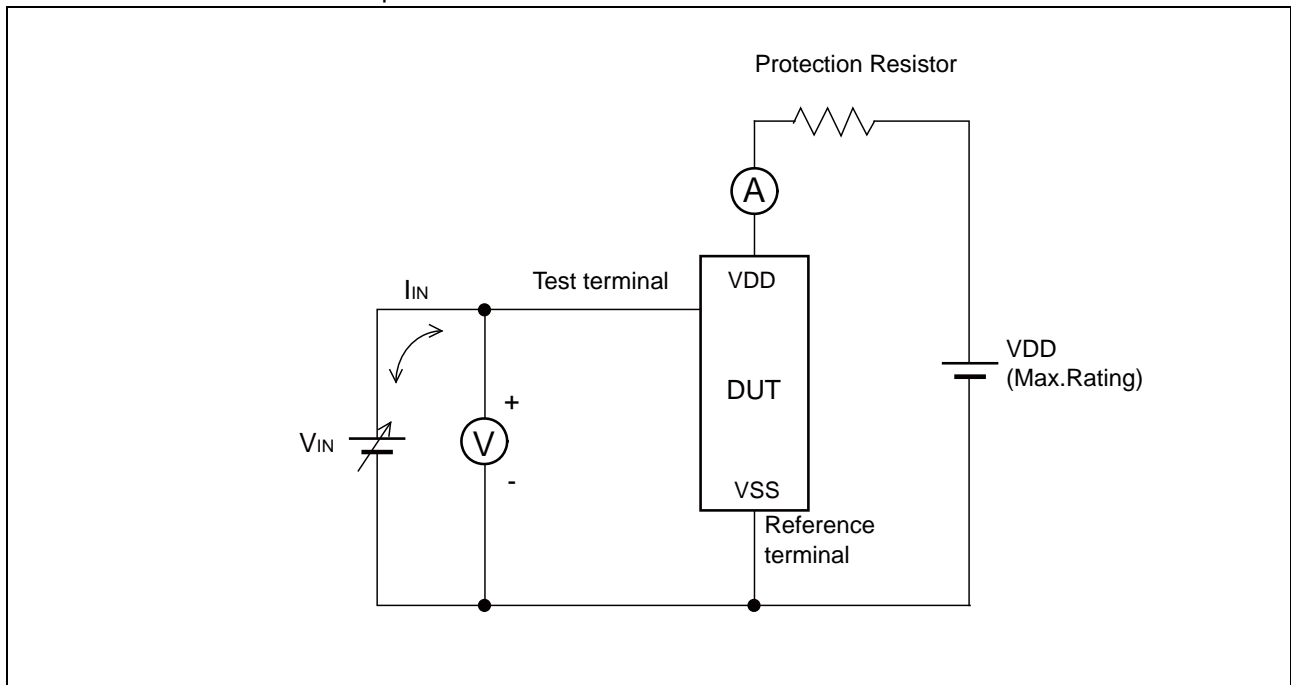 Protection Resistor
A
Test terminal
VDD
IIN
VDD
(Max.Rating)
DUT
+
VIN
V
-
VSS
Reference
terminal